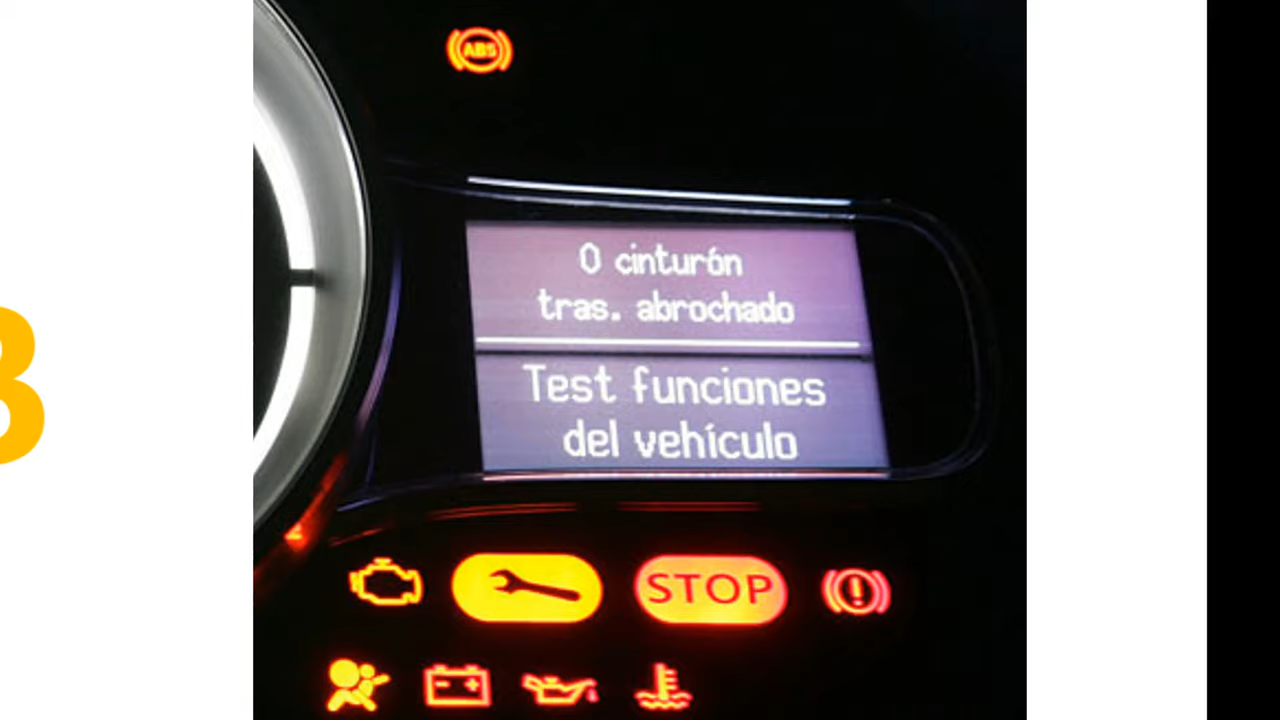 ABS
0 cinturón
tras. abrochado
Test funciones
del vehículo
STOP